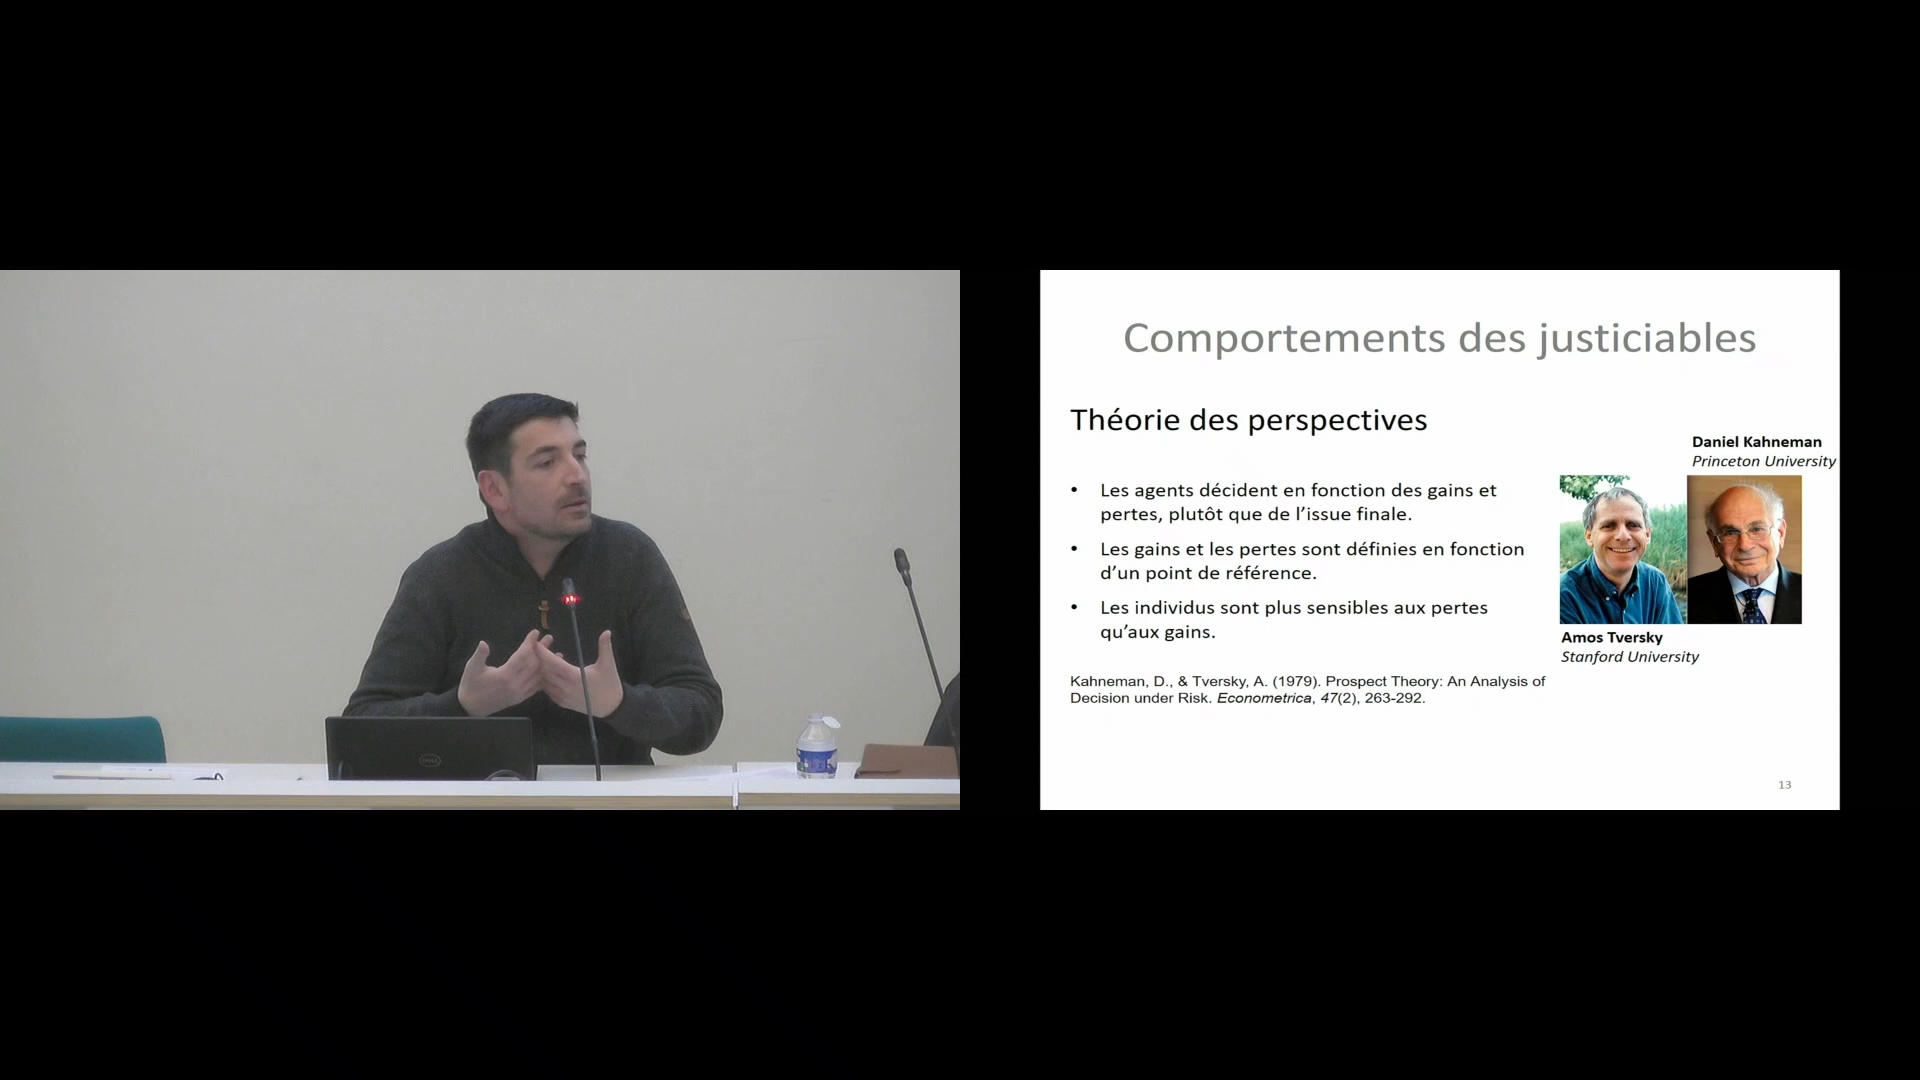 Comportements des justiciables
Théorie des perspectives
Daniel Kahneman
Princeton University
• Les agents décident en fonction des gains et
pertes, plutôt que de l’issue finale.
• Les gains et les pertes sont définies en fonction
d’un point de référence.
• Les individus sont plus sensibles aux pertes
qu’aux gains.
Amos Tversky
Stanford University
Kahneman, D., & Tversky, A. (1979). Prospect Theory: An Analysis of
Decision under Risk. Econometrica, 47(2), 263-292.
13
DELL